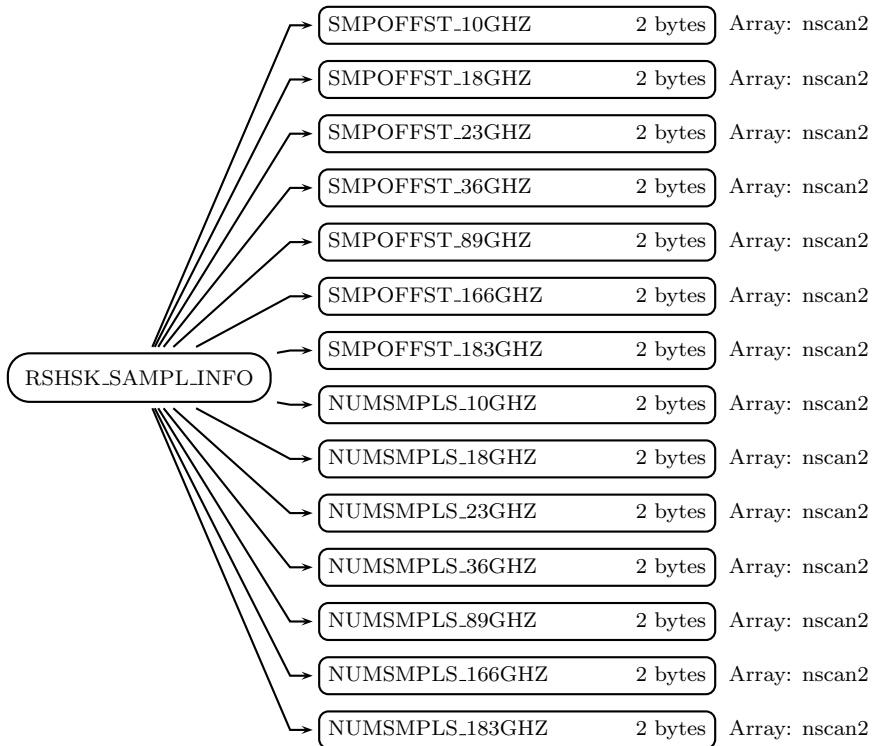 SMPOFFST_10GHZ 2 bytes Array: nscan2
SMPOFFST_18GHZ 2 bytes Array: nscan2
SMPOFFST_23GHZ 2 bytes Array: nscan2
SMPOFFST_36GHZ 2 bytes Array: nscan2
SMPOFFST_89GHZ 2 bytes Array: nscan2
SMPOFFST_166GHZ 2 bytes Array: nscan2
SMPOFFST_183GHZ 2 bytes Array: nscan2
RSHSK_SAMPL_INFO
NUMSMPLS_10GHZ 2 bytes Array: nscan2
NUMSMPLS_18GHZ 2 bytes Array: nscan2
NUMSMPLS_23GHZ 2 bytes Array: nscan2
NUMSMPLS_36GHZ 2 bytes Array: nscan2
NUMSMPLS_89GHZ 2 bytes Array: nscan2
NUMSMPLS_166GHZ 2 bytes Array: nscan2
NUMSMPLS_183GHZ 2 bytes Array: nscan2